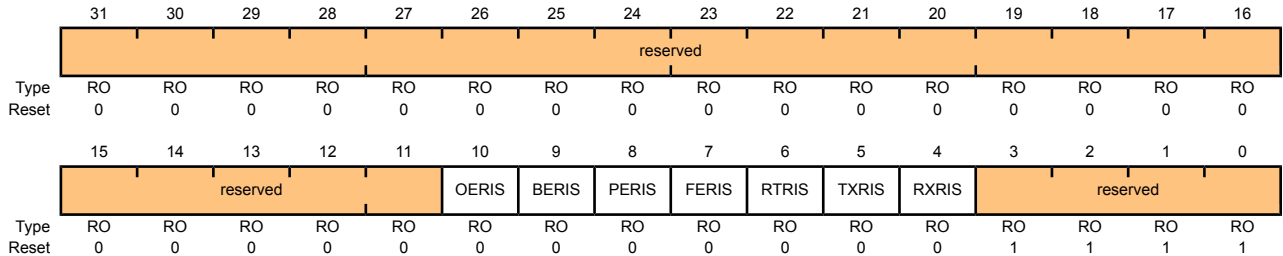 31 30 29 28 27 26 25 24 23 22 21 20 19 18 17 16
reserved
Type RO RO RO RO RO RO RO RO RO RO RO RO RO RO RO RO
Reset 0 0 0 0 0 0 0 0 0 0 0 0 0 0 0 0
15 14 13 12 11 10 9 8 7 6 5 4 3 2 1 0
reserved OERIS BERIS PERIS FERIS RTRIS TXRIS RXRIS reserved
Type RO RO RO RO RO RO RO RO RO RO RO RO RO RO RO RO
Reset 0 0 0 0 0 0 0 0 0 0 0 0 1 1 1 1